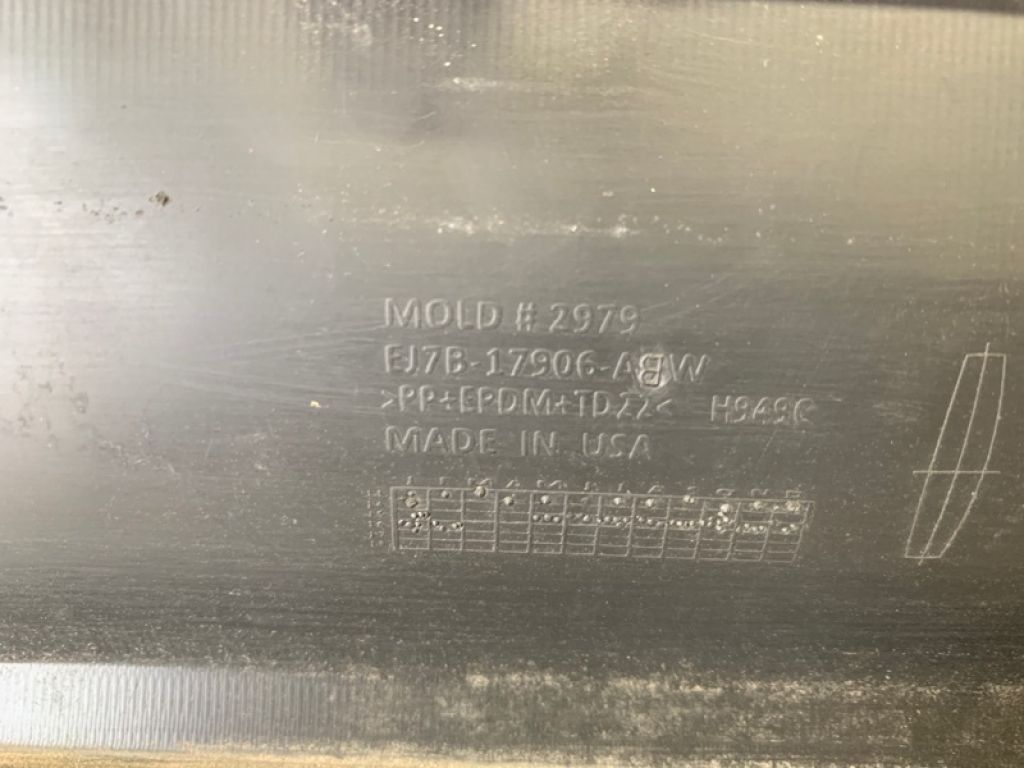 MOLD # 2979
EJ7B-17906-ABW
>PP+EPDM+TD22< H949C
MADE IN USA
J F M A M J J A S O N D